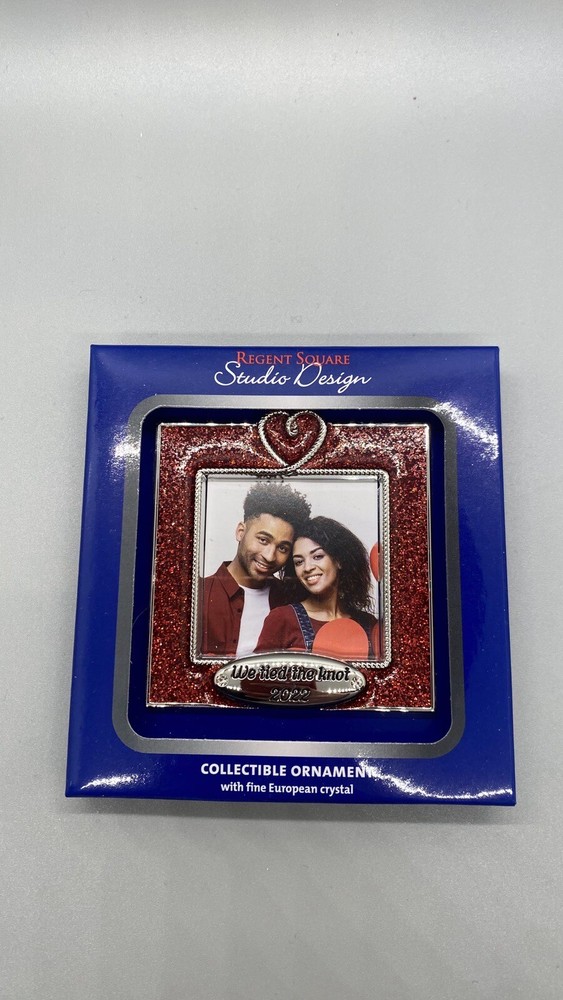 REGENT SQUARE
Studio Design
We tied the knot
2022
COLLECTIBLE ORNAMENT
with fine European crystal